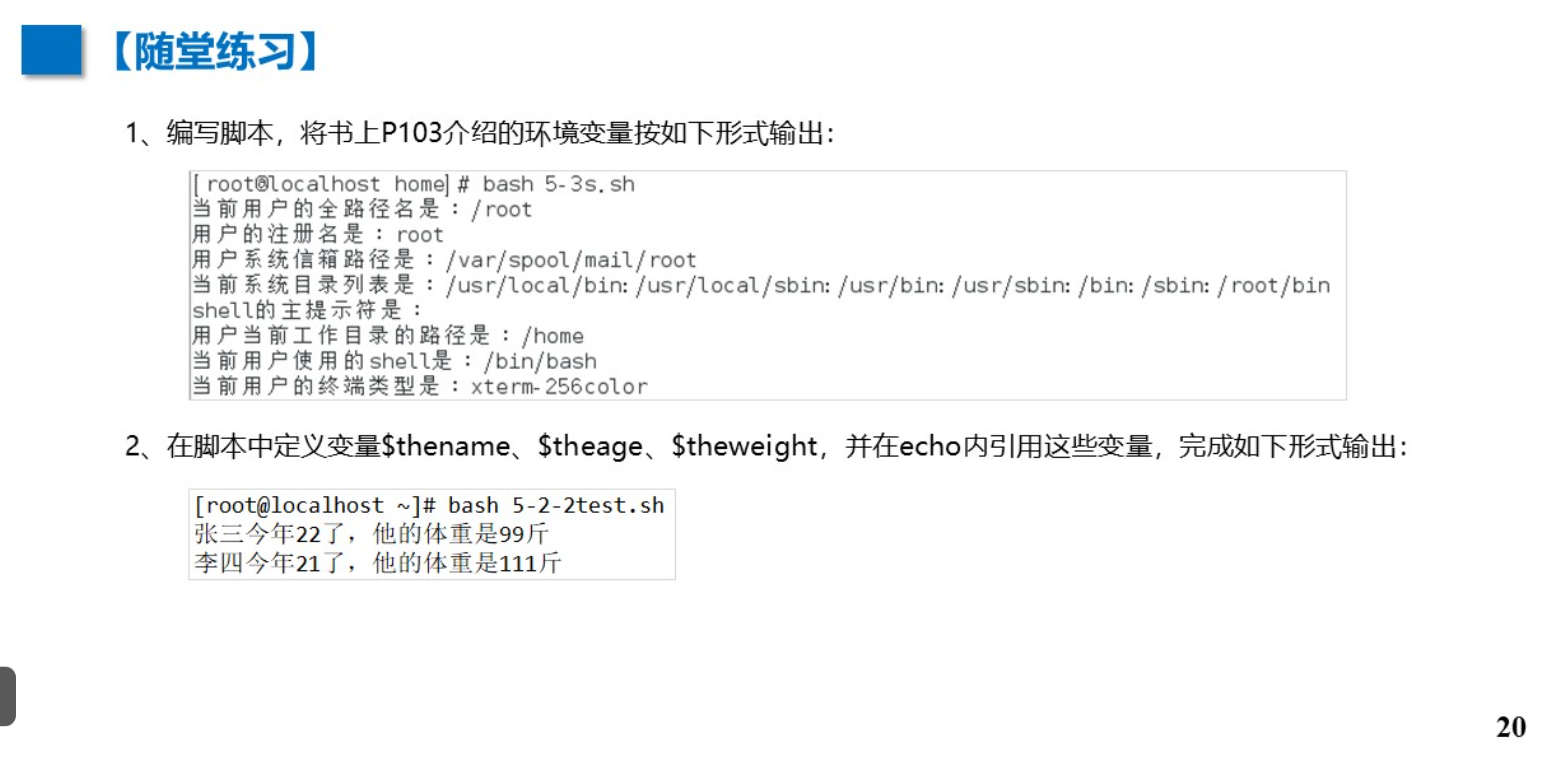 【随堂练习】
1、编写脚本，将书上P103介绍的环境变量按如下形式输出：
[root@localhost home]# bash 5-3s.sh
当前用户的全路径名是：/root
用户的注册名是：root
用户系统信箱路径是：/var/spool/mail/root
当前系统目录列表是：/usr/local/bin:/usr/local/sbin:/usr/bin:/usr/sbin:/bin:/sbin:/root/bin
shell的主提示符是：
用户当前工作目录的路径是：/home
当前用户使用的shell是：/bin/bash
当前用户的终端类型是：xterm-256color
2、在脚本中定义变量$thename、$theage、$theweight，并在echo内引用这些变量，完成如下形式输出：
[root@localhost ~]# bash 5-2-2test.sh
张三今年22了，他的体重是99斤
李四今年21了，他的体重是111斤
20